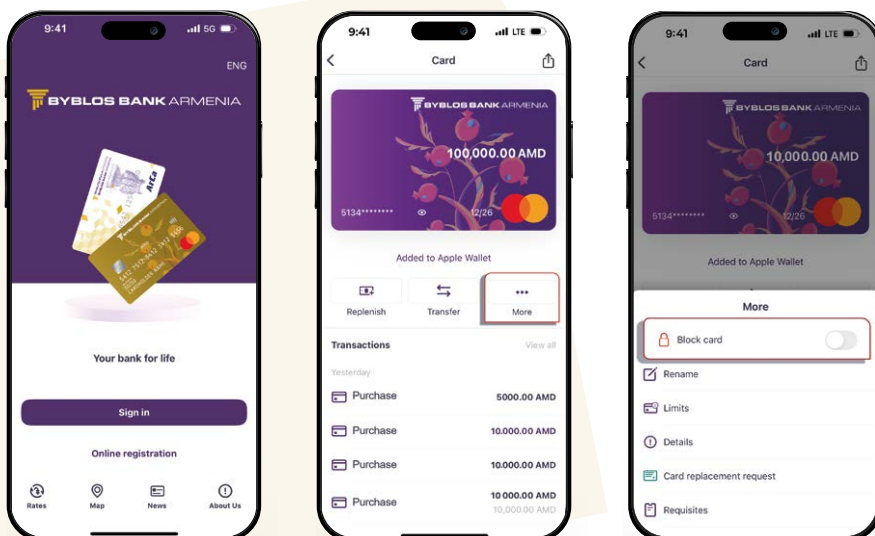 9:41
5G
ENG
BYBLOS BANK ARMENIA
ArCa
BYBLOS BANK ARMENIA
Your bank for life
Sign in
Online registration
Rates
Map
News
About Us
9:41
LTE
Card
BYBLOS BANK ARMENIA
100,000.00 AMD
5134********
12/26
Added to Apple Wallet
Replenish
Transfer
More
Transactions
View all
Yesterday
Purchase
5000.00 AMD
Purchase
10.000.00 AMD
Purchase
10.000.00 AMD
Purchase
10 000.00 AMD
10,000.00 AMD
9:41
LTE
Card
BYBLOS BANK ARMENIA
10,000.00 AMD
5134********
12/26
Added to Apple Wallet
More
Block card
Rename
Limits
Details
Card replacement request
Requisites